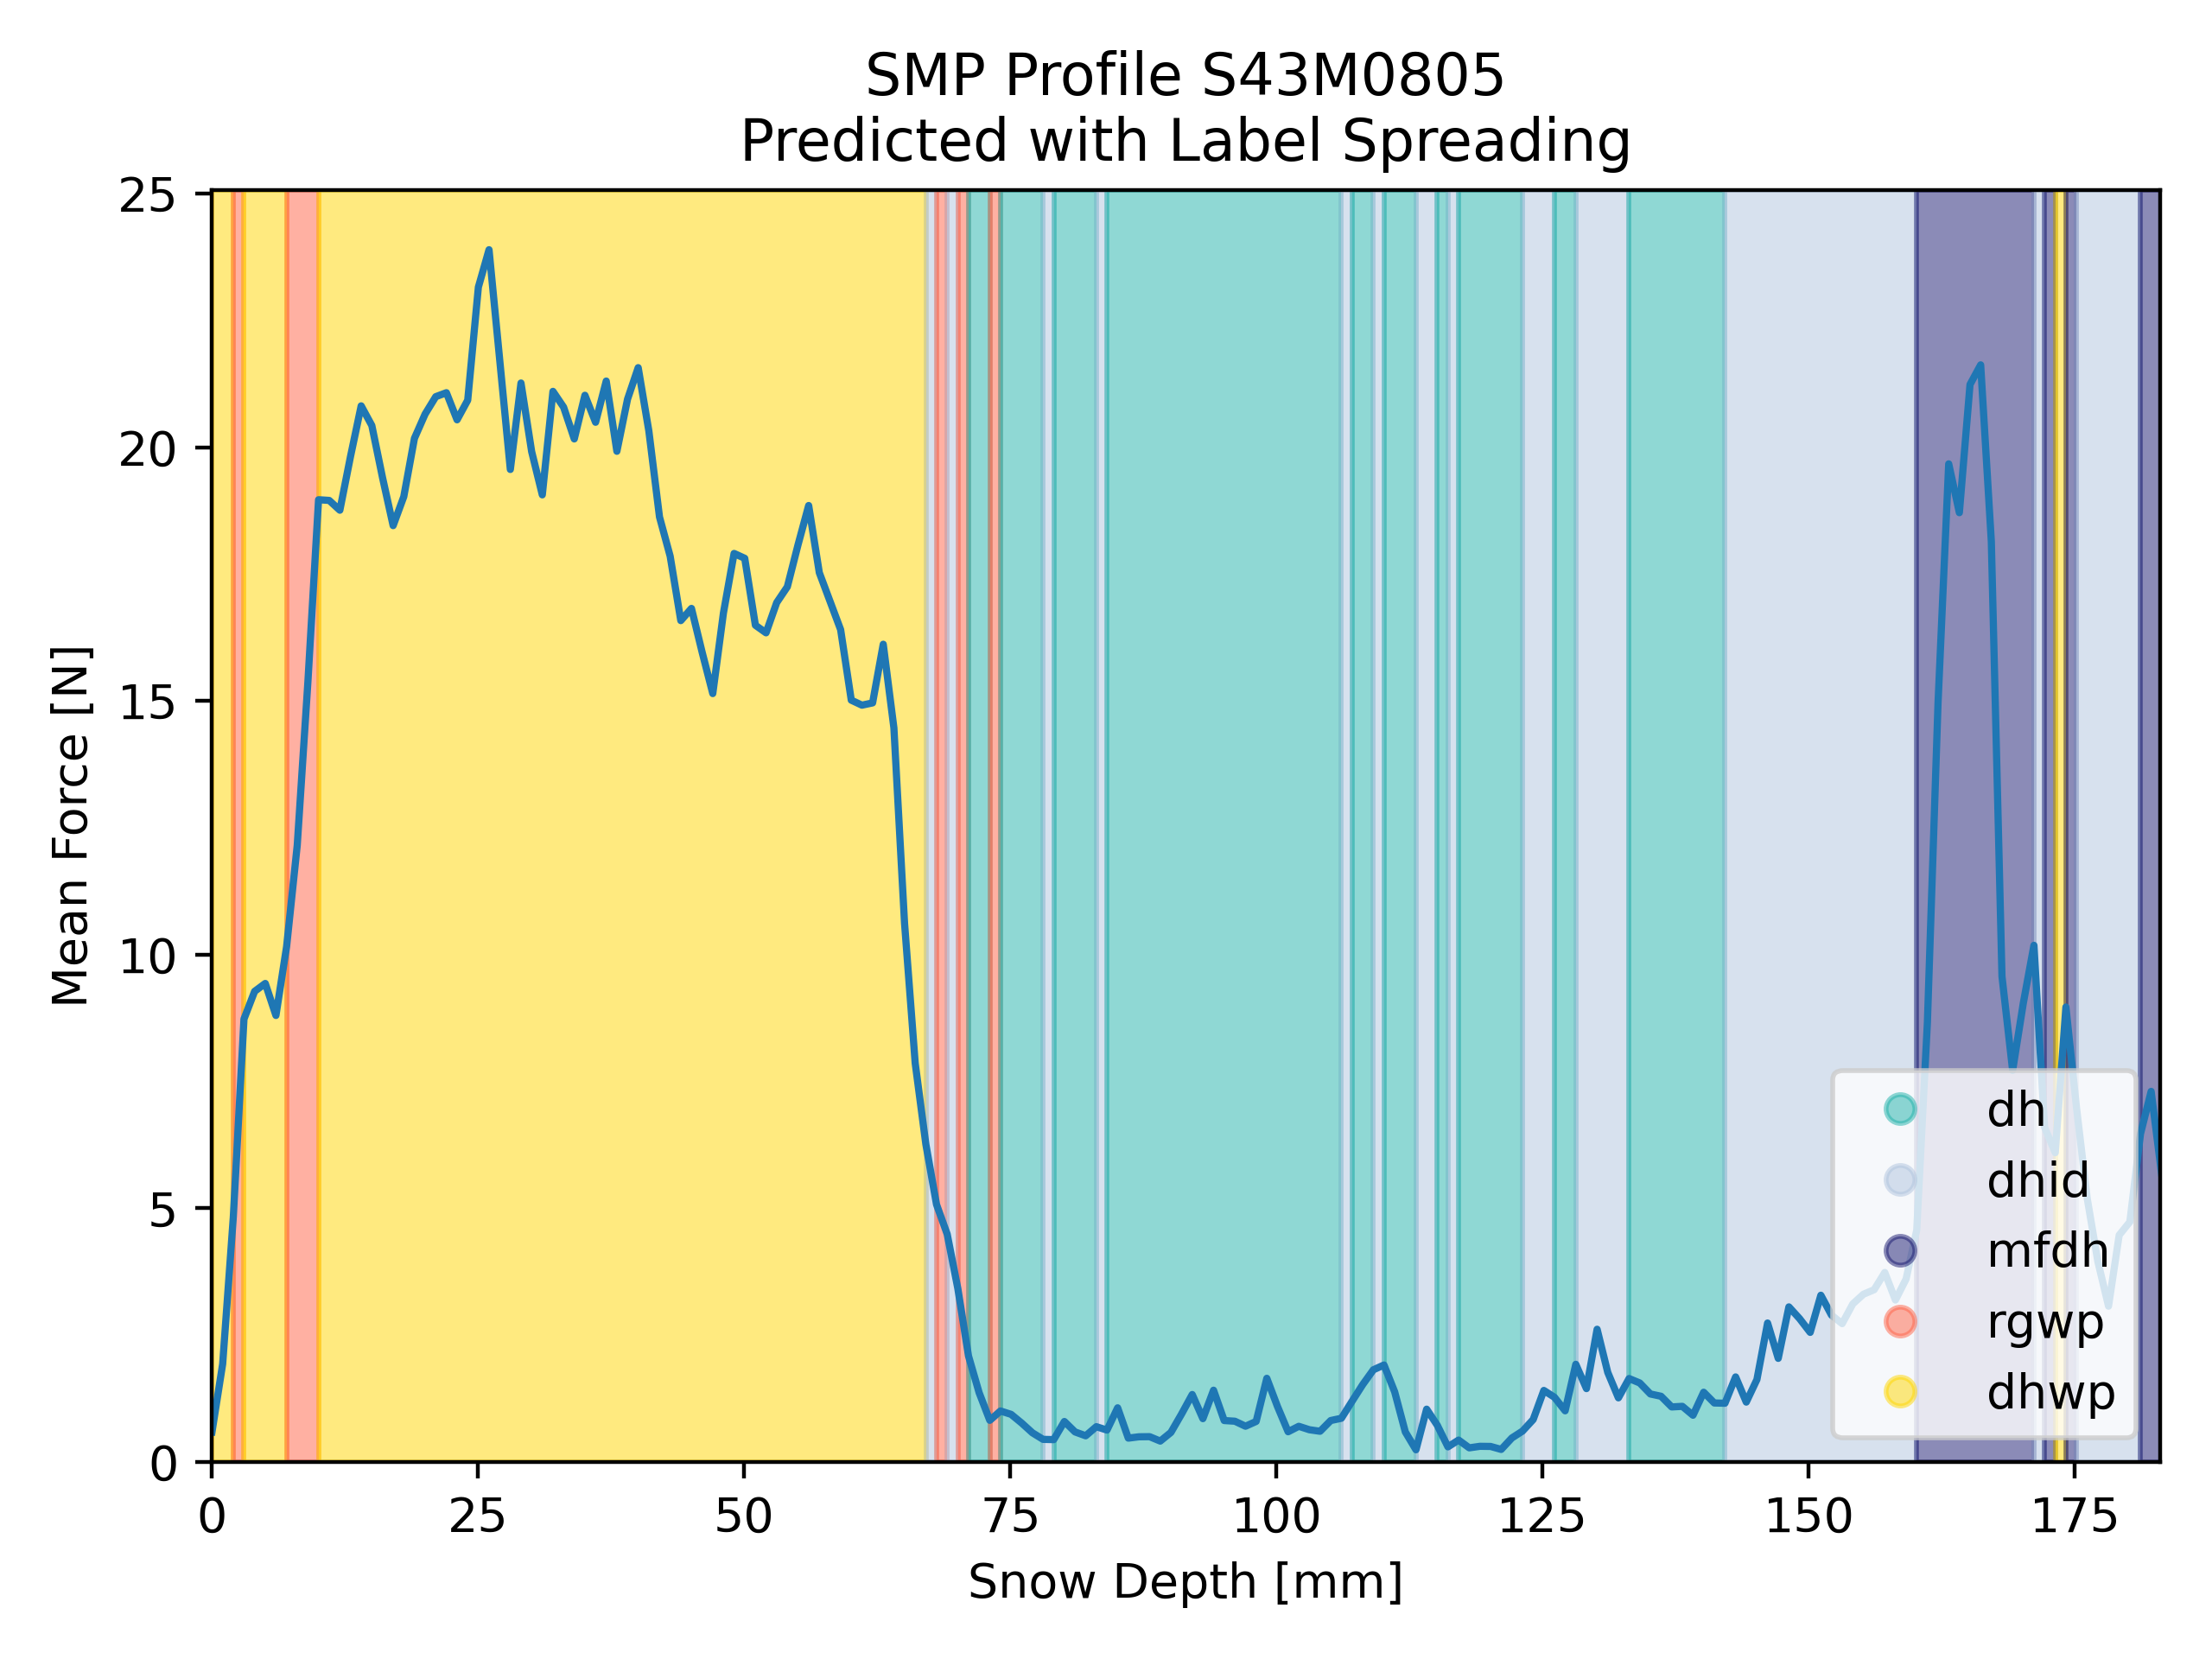 SMP Profile S43M0805
Predicted with Label Spreading
25
20
15
10
5
0
Mean Force [N]
0 25 50 75 100 125 150 175
Snow Depth [mm]
dh
dhid
mfdh
rgwp
dhwp